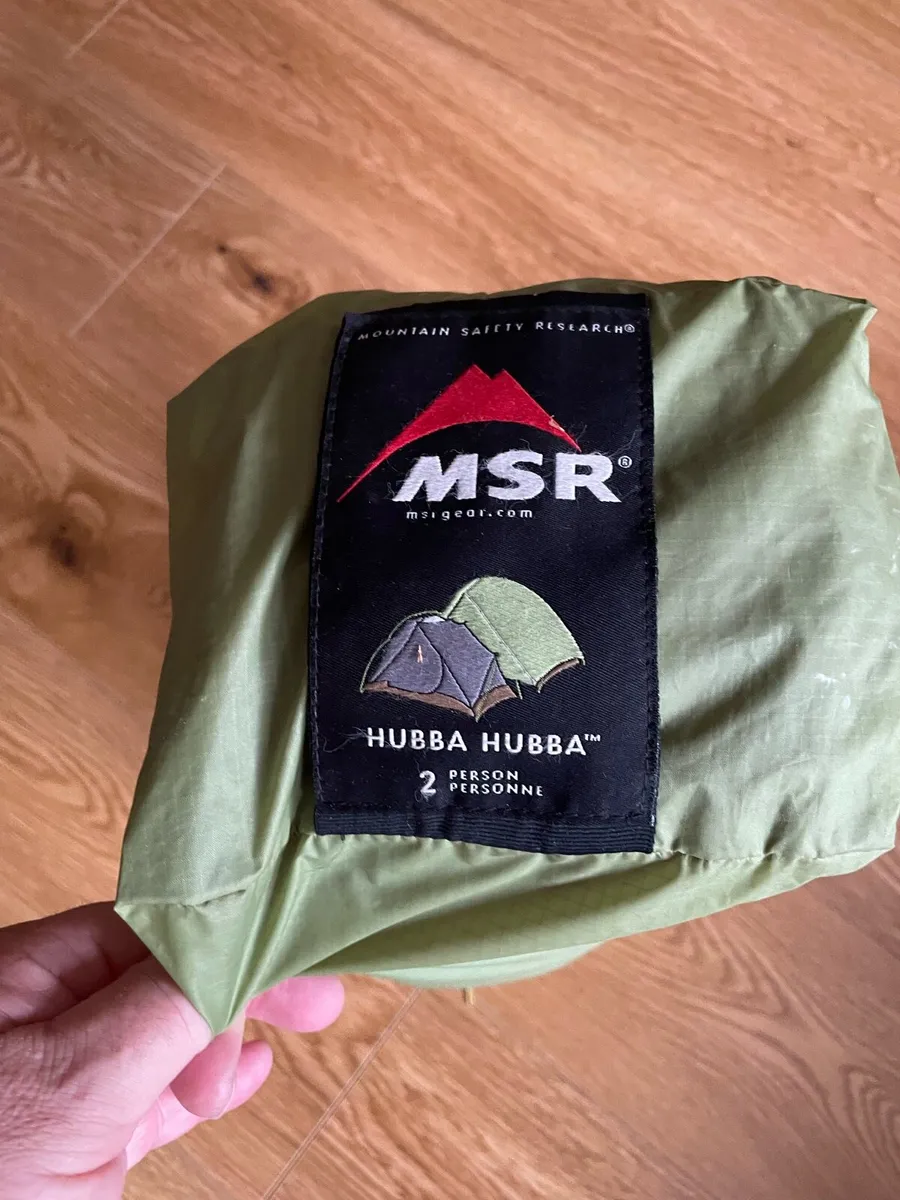 MOUNTAIN SAFETY RESEARCH®
MSR®
msrgear.com
HUBBA HUBBA™
2 PERSON
PERSONNE